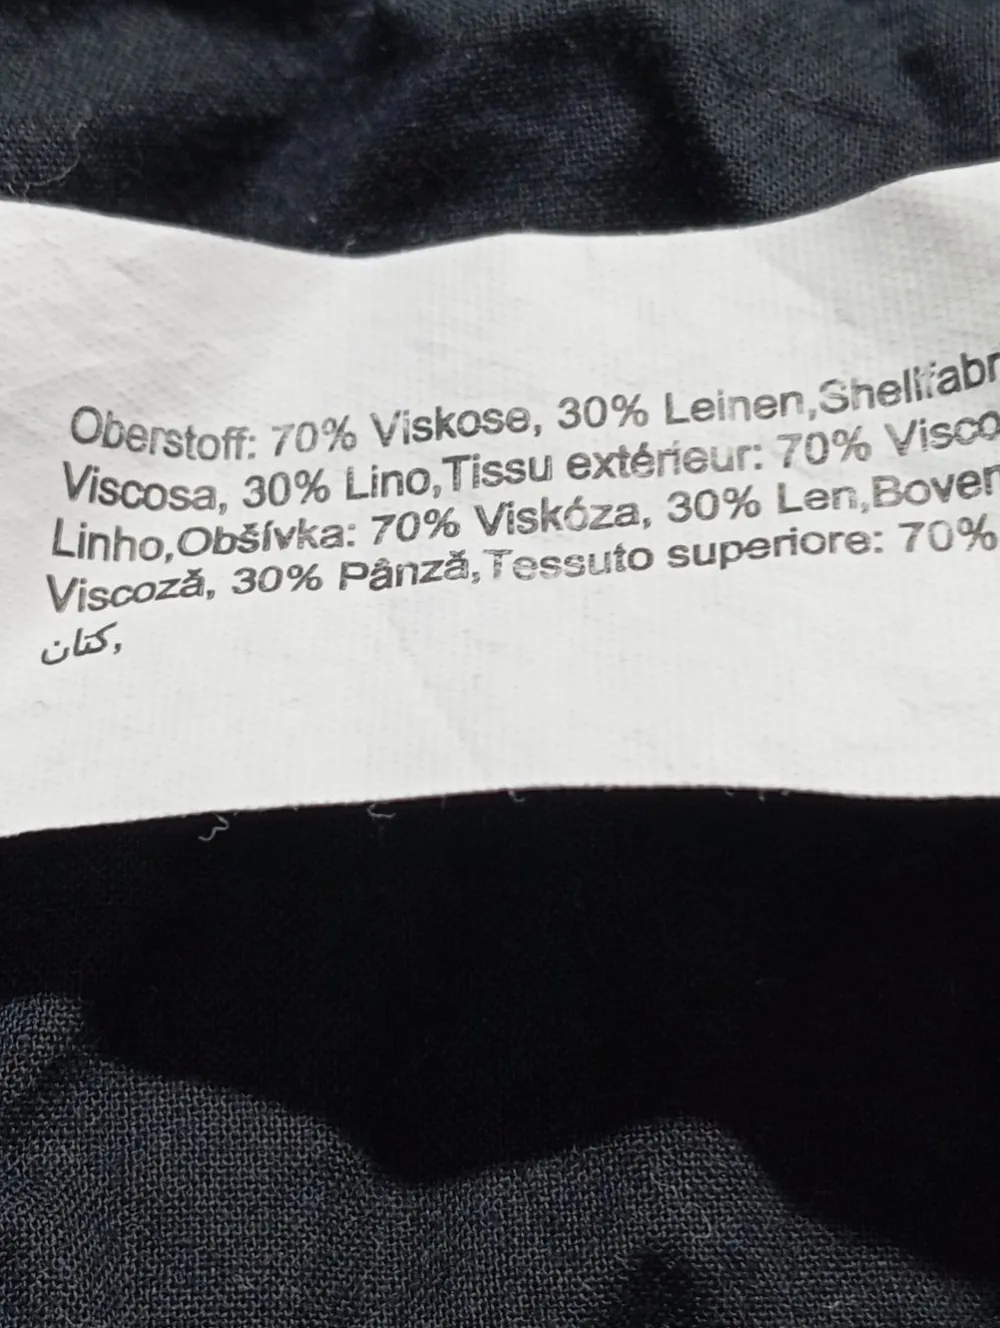 Oberstoff: 70% Viskose, 30% Leinen,Shellfabr
Viscosa, 30% Lino,Tissu extérieur: 70% Visco
Linho,Obšívka: 70% Viskóza, 30% Len,Boven
Viscoză, 30% Pânză,Tessuto superiore: 70%
كتان,